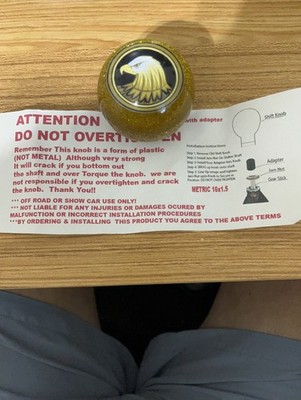 ATTENTION
DO NOT OVERTIGHTEN
Remember This knob is a form of plastic
(NOT METAL) Although very strong
It will crack if you bottom out
the shaft and over Torque the knob. we are
not responsible if you overtighten and crack
the knob. Thank You!!
*** OFF ROAD OR SHOW CAR USE ONLY!
*** NOT LIABLE FOR ANY INJURIES OR DAMAGES OCURED BY
MALFUNCTION OR INCORRECT INSTALLATION PROCEDURES
***BY ORDERING & INSTALLING THIS PRODUCT YOU AGREE TO THE ABOVE TERMS
with adapter
METRIC 10x1.5
Shift Knob
Adapter
Jam Nut
Gear Stick